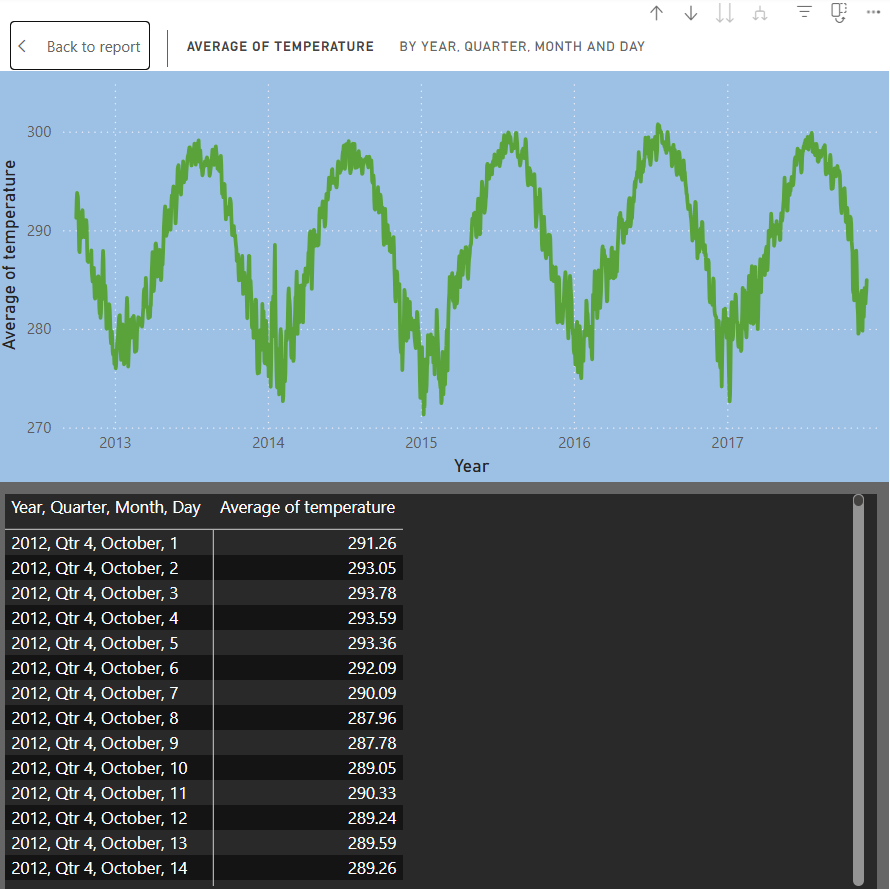 Back to report
AVERAGE OF TEMPERATURE BY YEAR, QUARTER, MONTH AND DAY
Average of temperature
300
290
280
270
2013 2014 2015 2016 2017
Year
Year, Quarter, Month, Day Average of temperature
2012, Qtr 4, October, 1 291.26
2012, Qtr 4, October, 2 293.05
2012, Qtr 4, October, 3 293.78
2012, Qtr 4, October, 4 293.59
2012, Qtr 4, October, 5 293.36
2012, Qtr 4, October, 6 292.09
2012, Qtr 4, October, 7 290.09
2012, Qtr 4, October, 8 287.96
2012, Qtr 4, October, 9 287.78
2012, Qtr 4, October, 10 289.05
2012, Qtr 4, October, 11 290.33
2012, Qtr 4, October, 12 289.24
2012, Qtr 4, October, 13 289.59
2012, Qtr 4, October, 14 289.26